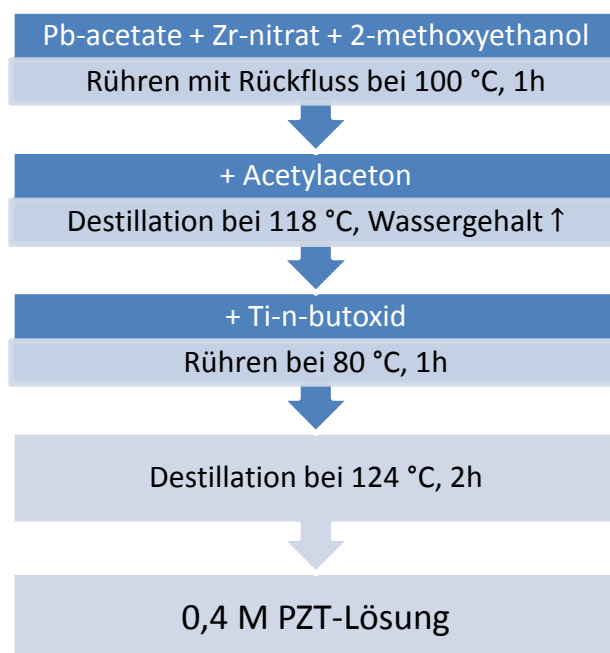 Pb-acetate + Zr-nitrat + 2-methoxyethanol
Rühren mit Rückfluss bei 100 °C, 1h
+ Acetylaceton
Destillation bei 118 °C, Wassergehalt ↑
+ Ti-n-butoxid
Rühren bei 80 °C, 1h
Destillation bei 124 °C, 2h
0,4 M PZT-Lösung